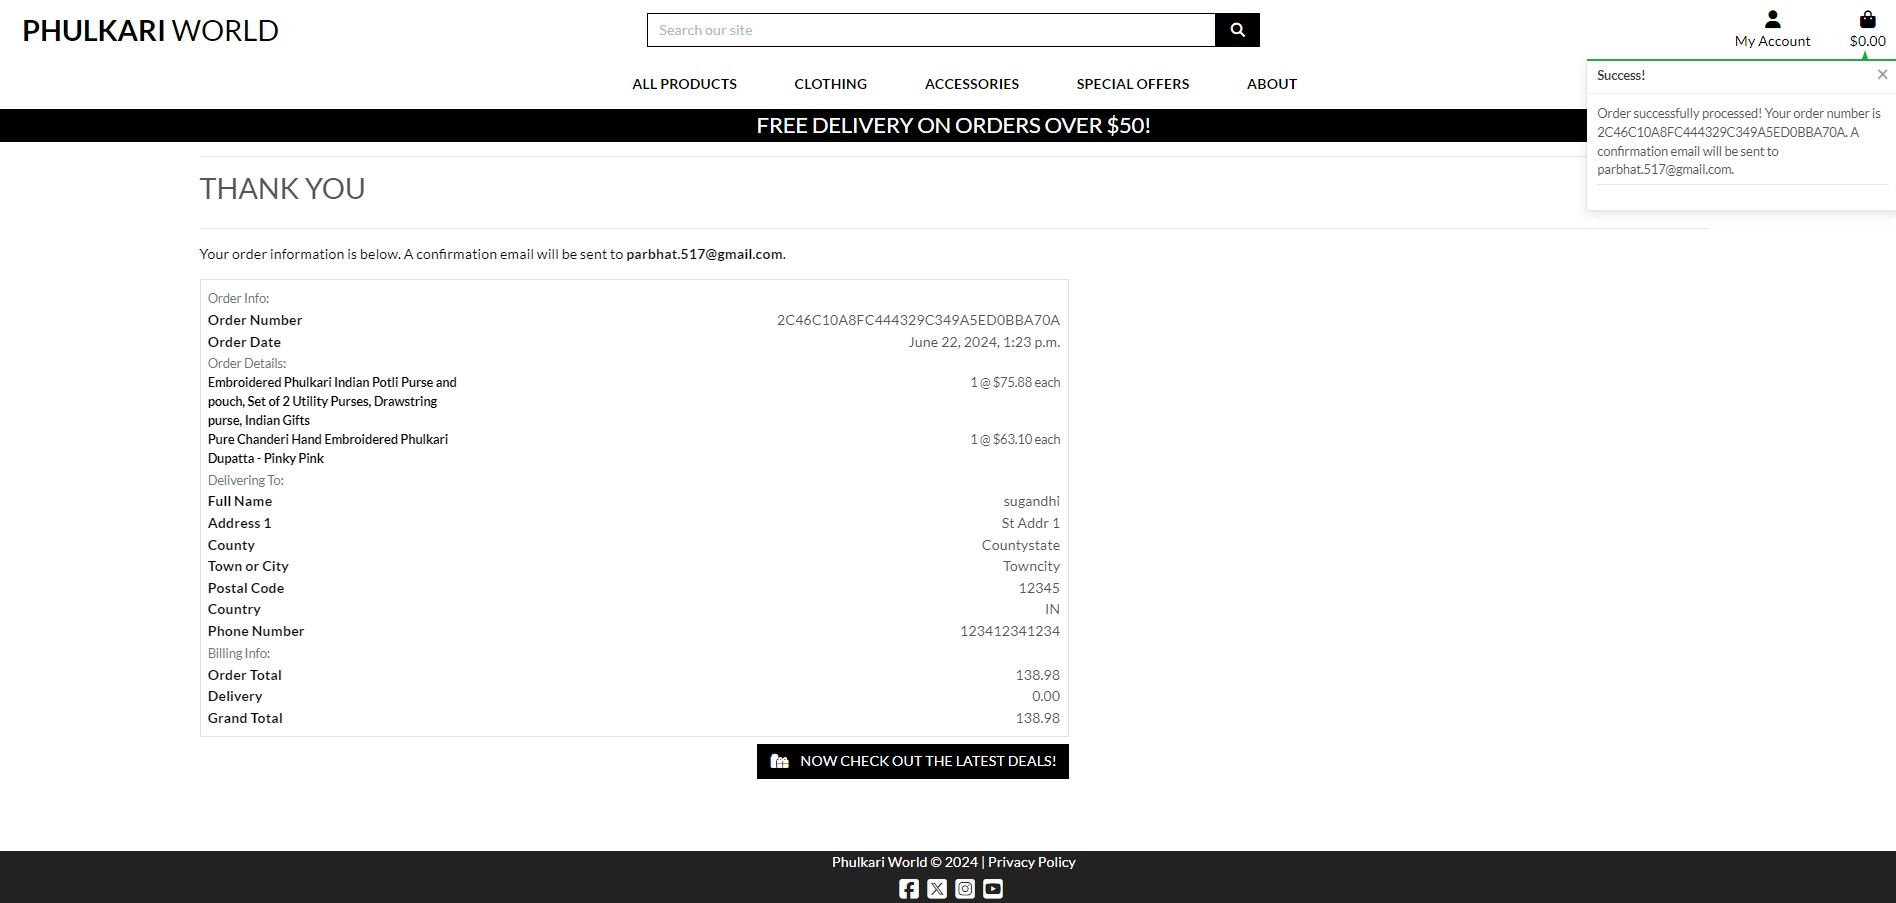 PHULKARI WORLD
Search our site
My Account
$0.00
ALL PRODUCTS CLOTHING ACCESSORIES SPECIAL OFFERS ABOUT
FREE DELIVERY ON ORDERS OVER $50!
Success! ×
Order successfully processed! Your order number is
2C46C10A8FC444329C349A5ED0BBA70A. A
confirmation email will be sent to
parbhat.517@gmail.com.
THANK YOU
Your order information is below. A confirmation email will be sent to parbhat.517@gmail.com.
Order Info:
Order Number 2C46C10A8FC444329C349A5ED0BBA70A
Order Date June 22, 2024, 1:23 p.m.
Order Details:
Embroidered Phulkari Indian Potli Purse and 1 @ $75.88 each
pouch, Set of 2 Utility Purses, Drawstring
purse, Indian Gifts
Pure Chanderi Hand Embroidered Phulkari 1 @ $63.10 each
Dupatta - Pinky Pink
Delivering To:
Full Name sugandhi
Address 1 St Addr 1
County Countystate
Town or City Towncity
Postal Code 12345
Country IN
Phone Number 123412341234
Billing Info:
Order Total 138.98
Delivery 0.00
Grand Total 138.98
NOW CHECK OUT THE LATEST DEALS!
Phulkari World © 2024 | Privacy Policy